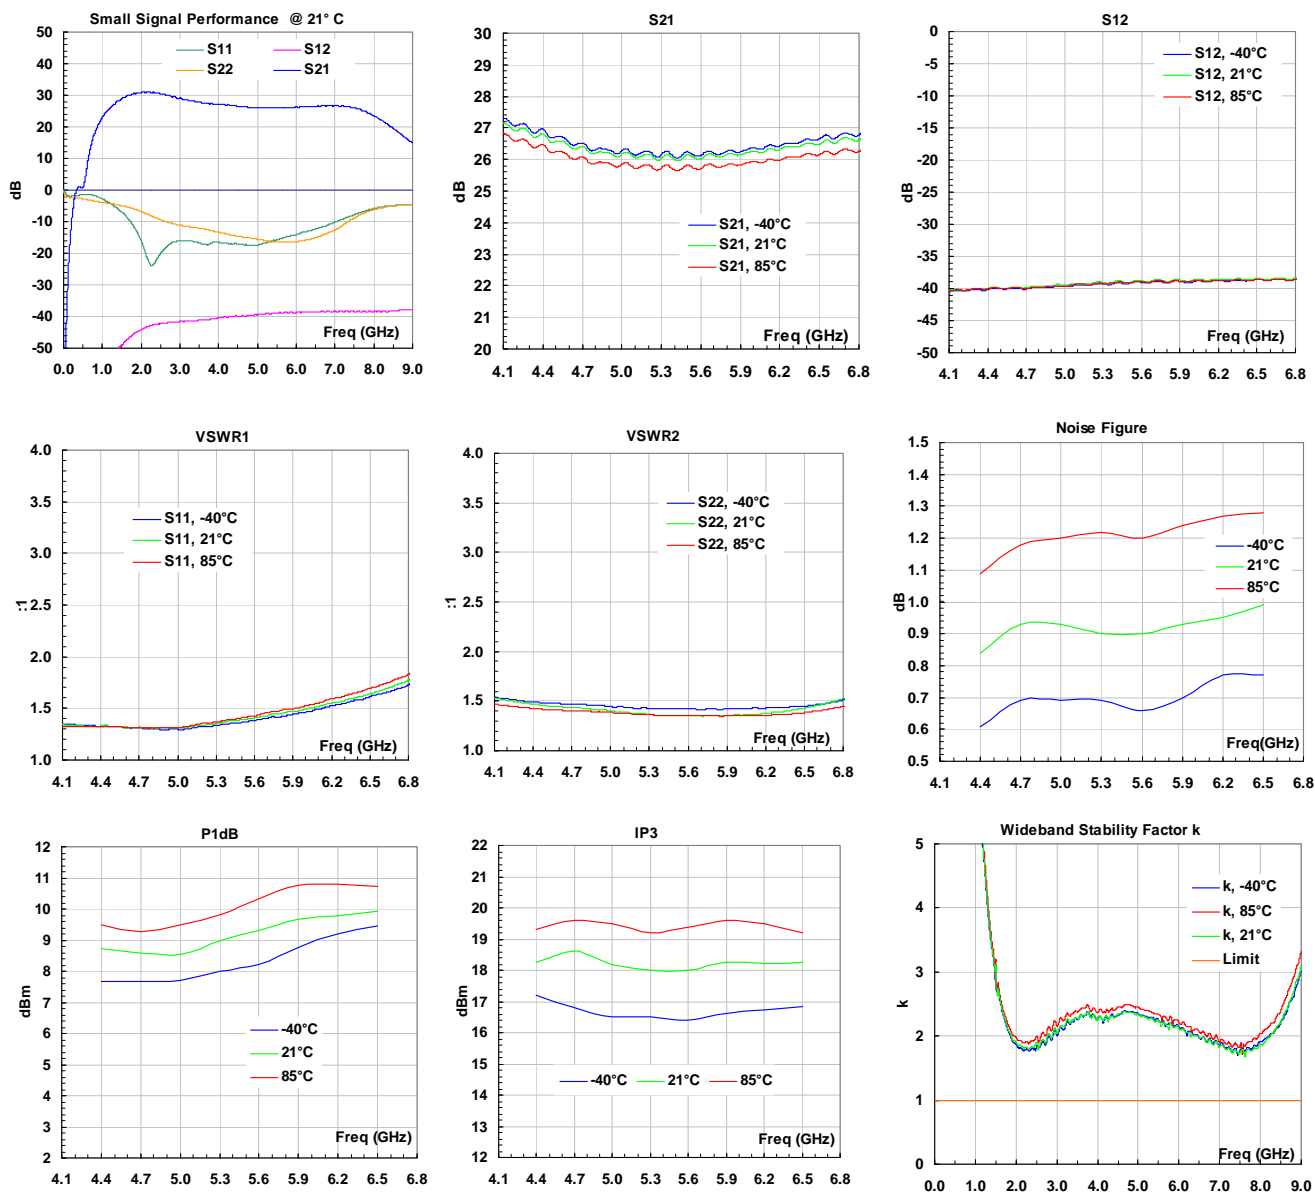 Small Signal Performance @ 21° C
S11
S12
S22
S21
50
40
30
20
10
0
-10
-20
-30
-40
-50
dB
Freq (GHz)
0.0 1.0 2.0 3.0 4.0 5.0 6.0 7.0 8.0 9.0
S21
30
29
28
27
26
25
24
23
22
21
20
dB
S21, -40°C
S21, 21°C
S21, 85°C
Freq (GHz)
4.1 4.4 4.7 5.0 5.3 5.6 5.9 6.2 6.5 6.8
S12
0
-5
-10
-15
-20
-25
-30
-35
-40
-45
-50
dB
S12, -40°C
S12, 21°C
S12, 85°C
Freq (GHz)
4.1 4.4 4.7 5.0 5.3 5.6 5.9 6.2 6.5 6.8
VSWR1
4.0
3.5
3.0
2.5
2.0
1.5
1.0
:1
S11, -40°C
S11, 21°C
S11, 85°C
Freq (GHz)
4.1 4.4 4.7 5.0 5.3 5.6 5.9 6.2 6.5 6.8
VSWR2
4.0
3.5
3.0
2.5
2.0
1.5
1.0
:1
S22, -40°C
S22, 21°C
S22, 85°C
Freq (GHz)
4.1 4.4 4.7 5.0 5.3 5.6 5.9 6.2 6.5 6.8
Noise Figure
1.5
1.4
1.3
1.2
1.1
1.0
0.9
0.8
0.7
0.6
0.5
dB
-40°C
21°C
85°C
Freq(GHz)
4.1 4.4 4.7 5.0 5.3 5.6 5.9 6.2 6.5 6.8
P1dB
12
11
10
9
8
7
6
5
4
3
2
dBm
-40°C
21°C
85°C
Freq (GHz)
4.1 4.4 4.7 5.0 5.3 5.6 5.9 6.2 6.5 6.8
IP3
22
21
20
19
18
17
16
15
14
13
12
dBm
-40°C 21°C 85°C
Freq (GHz)
4.1 4.4 4.7 5.0 5.3 5.6 5.9 6.2 6.5 6.8
Wideband Stability Factor k
5
4
3
2
1
0
k
k, -40°C
k, 85°C
k, 21°C
Limit
Freq (GHz)
0.0 1.0 2.0 3.0 4.0 5.0 6.0 7.0 8.0 9.0